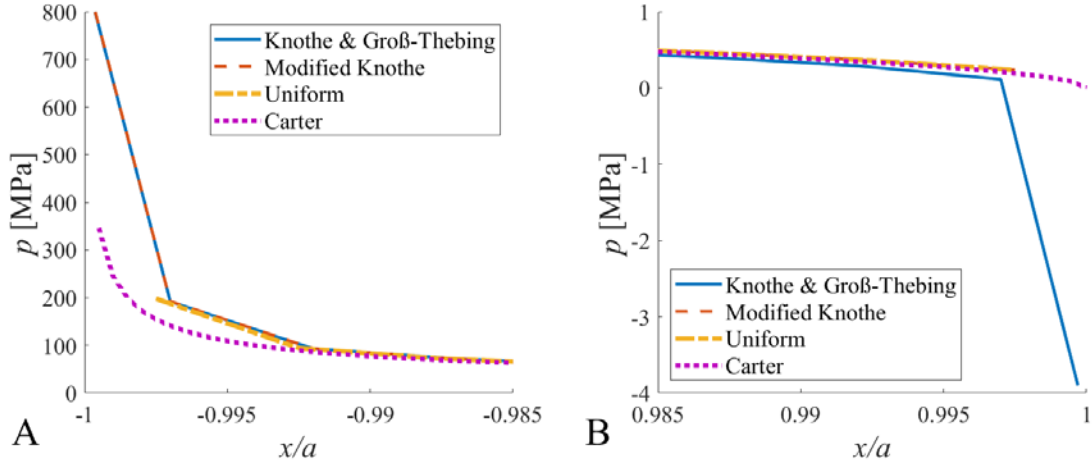 800
700
600
500
400
300
200
100
0
p [MPa]
Knothe & Groß-Thebing
Modified Knothe
Uniform
Carter
-1
-0.995
-0.99
-0.985
x/a
A
1
0
-1
-2
-3
-4
p [MPa]
Knothe & Groß-Thebing
Modified Knothe
Uniform
Carter
0.985
0.99
0.995
1
x/a
B